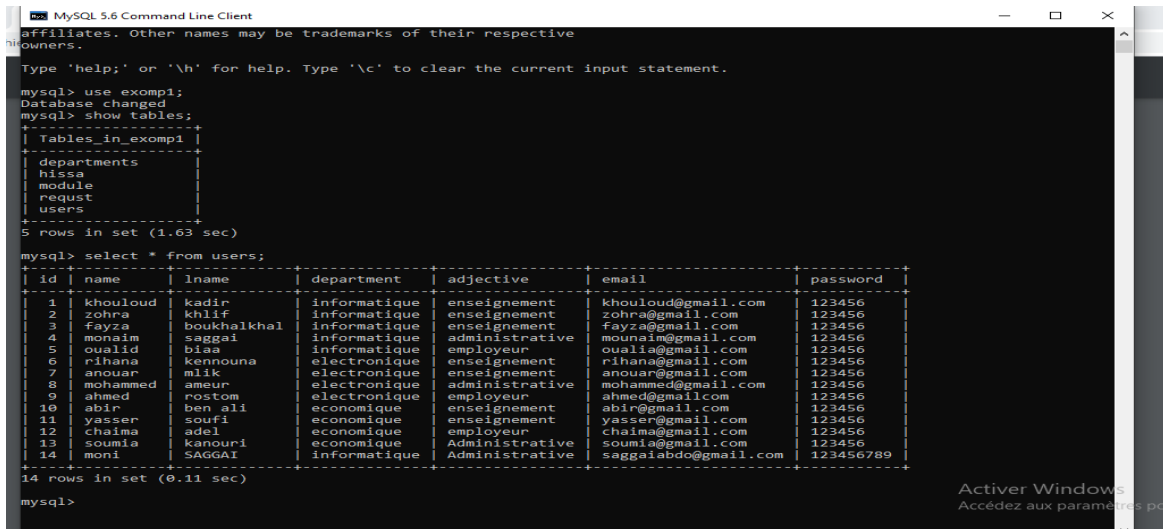 MySQL 5.6 Command Line Client
affiliates. Other names may be trademarks of their respective
owners.
Type 'help;' or '\h' for help. Type '\c' to clear the current input statement.
mysql> use exomp1;
Database changed
mysql> show tables;
| Tables_in_exomp1 |
| departments |
| hissa |
| module |
| requst |
| users |
5 rows in set (1.63 sec)
mysql> select * from users;
| id | name | lname | department | adjective | email | password |
| 1 | khouloud | kadir | informatique | enseignement | khouloud@gmail.com | 123456 |
| 2 | zohra | khlif | informatique | enseignement | zohra@gmail.com | 123456 |
| 3 | fayza | boukhalkhal | informatique | enseignement | fayza@gmail.com | 123456 |
| 4 | monaim | saggai | informatique | administrative | mounaim@gmail.com | 123456 |
| 5 | oualid | biaa | informatique | employeur | oualia@gmail.com | 123456 |
| 6 | rihana | kennouna | electronique | enseignement | rihana@gmail.com | 123456 |
| 7 | anouar | mlik | electronique | enseignement | anouar@gmail.com | 123456 |
| 8 | mohammed | ameur | electronique | administrative | mohammed@gmail.com | 123456 |
| 9 | ahmed | rostom | electronique | employeur | ahmed@gmailcom | 123456 |
| 10 | abir | ben ali | economique | enseignement | abir@gmail.com | 123456 |
| 11 | yasser | soufi | economique | enseignement | yasser@gmail.com | 123456 |
| 12 | chaima | adel | economique | employeur | chaima@gmail.com | 123456 |
| 13 | soumia | kanouri | economique | Administrative | soumia@gmail.com | 123456 |
| 14 | moni | SAGGAI | informatique | Administrative | saggaiabdo@gmail.com | 123456789 |
14 rows in set (0.11 sec)
mysql>
Activer Windows
Accédez aux paramètres po